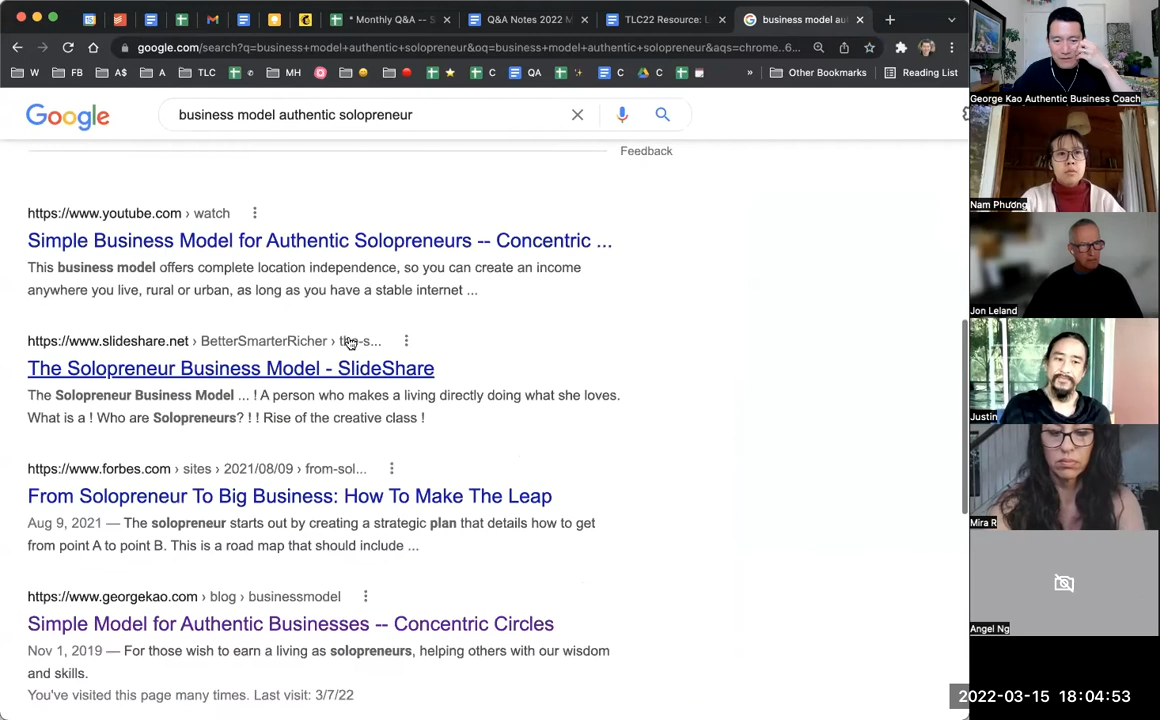 * Monthly Q&A -- S
Q&A Notes 2022 M
TLC22 Resource: L
business model aut
google.com/search?q=business+model+authentic+solopreneur&oq=business+model+authentic+solopreneur&aqs=chrome..6...
W
FB
A$
A
TLC
MH
C
QA
C
C
»
Other Bookmarks
Reading List
Google
business model authentic solopreneur
Feedback
https://www.youtube.com › watch
Simple Business Model for Authentic Solopreneurs -- Concentric ...
This business model offers complete location independence, so you can create an income
anywhere you live, rural or urban, as long as you have a stable internet ...
https://www.slideshare.net › BetterSmarterRicher › the-s...
The Solopreneur Business Model - SlideShare
The Solopreneur Business Model ... ! A person who makes a living directly doing what she loves.
What is a ! Who are Solopreneurs? ! ! Rise of the creative class !
https://www.forbes.com › sites › 2021/08/09 › from-sol...
From Solopreneur To Big Business: How To Make The Leap
Aug 9, 2021 — The solopreneur starts out by creating a strategic plan that details how to get
from point A to point B. This is a road map that should include ...
https://www.georgekao.com › blog › businessmodel
Simple Model for Authentic Businesses -- Concentric Circles
Nov 1, 2019 — For those wish to earn a living as solopreneurs, helping others with our wisdom
and skills.
You've visited this page many times. Last visit: 3/7/22
George Kao Authentic Business Coach
Nam Phương
Jon Leland
Justin
Mira R
Angel Ng
2022-03-15 18:04:53